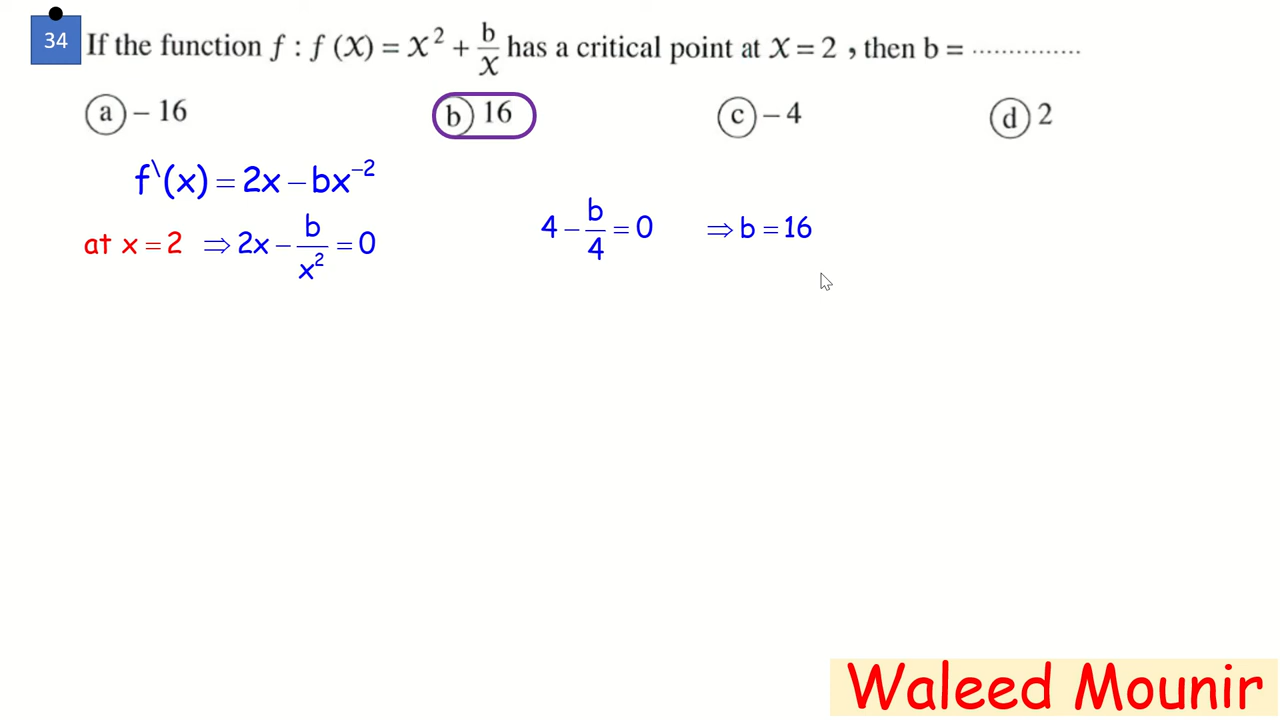 34 If the function f : f (X) = X² + b/X has a critical point at X = 2 , then b = ...............
ⓐ – 16 ⓑ 16 ⓒ – 4 ⓓ 2
f\(x) = 2x – bx⁻²
at x = 2 ⇒ 2x – b/x² = 0 4 – b/4 = 0 ⇒ b = 16
Waleed Mounir